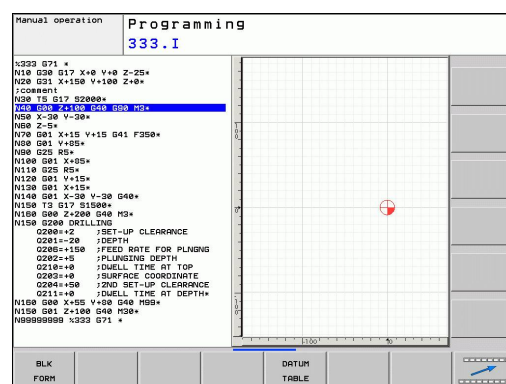 Manual operation
Programming
333.I
%333 G71 *
N10 G30 G17 X+0 Y+0 Z-25*
N20 G31 X+150 Y+100 Z+0*
;comment
N30 T5 G17 S2000*
N40 G00 Z+100 G40 G90 M3*
N50 X-30 Y-30*
N60 Z-5*
N70 G01 X+15 Y+15 G41 F350*
N80 G01 Y+85*
N90 G25 R5*
N100 G01 X+85*
N110 G25 R5*
N120 G01 Y+15*
N130 G01 X+15*
N140 G01 X-30 Y-30 G40*
N150 T3 G17 S1500*
N160 G00 Z+200 G40 M3*
N150 G200 DRILLING
Q200=+2 ;SET-UP CLEARANCE
Q201=-20 ;DEPTH
Q206=+150 ;FEED RATE FOR PLNGNG
Q202=+5 ;PLUNGING DEPTH
Q210=+0 ;DWELL TIME AT TOP
Q203=+0 ;SURFACE COORDINATE
Q204=+50 ;2ND SET-UP CLEARANCE
Q211=+0 ;DWELL TIME AT DEPTH*
N160 G00 X+55 Y+80 G40 M99*
N150 G01 Z+100 G40 M30*
N99999999 %333 G71 *
100
0
-100
-100
0
BLK FORM
DATUM TABLE